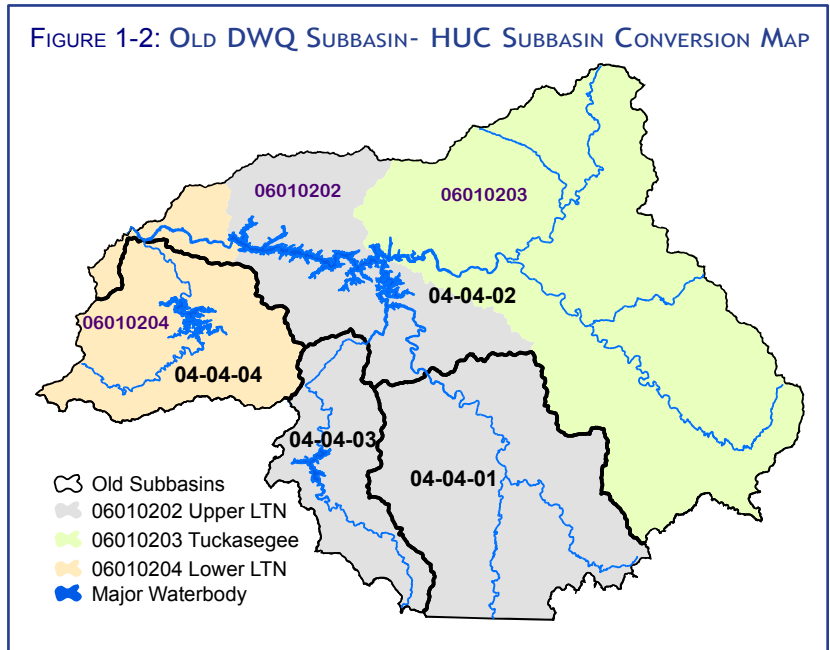 FIGURE 1-2: OLD DWQ SUBBASIN- HUC SUBBASIN CONVERSION MAP
06010202
06010203
04-04-02
06010204
04-04-04
04-04-03
04-04-01
Old Subbasins
06010202 Upper LTN
06010203 Tuckasegee
06010204 Lower LTN
Major Waterbody